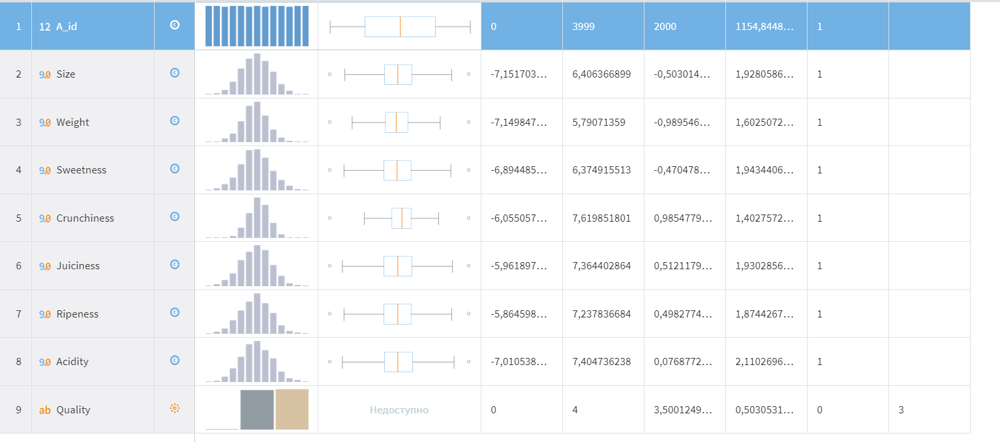 1 12 A_id C 0 3999 2000 1154,8448... 1
2 9.0 Size C -7,151703... 6,406366899 -0,503014... 1,9280586... 1
3 9.0 Weight C -7,149847... 5,79071359 -0,989546... 1,6025072... 1
4 9.0 Sweetness C -6,894485... 6,374915513 -0,470478... 1,9434406... 1
5 9.0 Crunchiness C -6,055057... 7,619851801 0,9854779... 1,4027572... 1
6 9.0 Juiciness C -5,961897... 7,364402864 0,5121179... 1,9302856... 1
7 9.0 Ripeness C -5,864598... 7,237836684 0,4982774... 1,8744267... 1
8 9.0 Acidity C -7,010538... 7,404736238 0,0768772... 2,1102696... 1
9 ab Quality D Недоступно 0 4 3,5001249... 0,5030531... 0 3